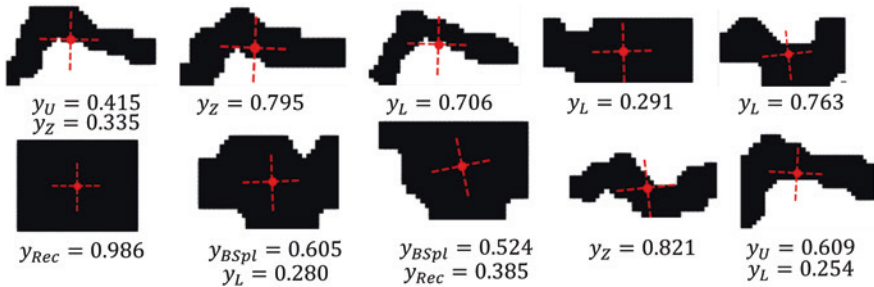 y_U = 0.415
y_Z = 0.335
y_Z = 0.795
y_L = 0.706
y_L = 0.291
y_L = 0.763
y_Rec = 0.986
y_BSpl = 0.605
y_L = 0.280
y_BSpl = 0.524
y_Rec = 0.385
y_Z = 0.821
y_U = 0.609
y_L = 0.254